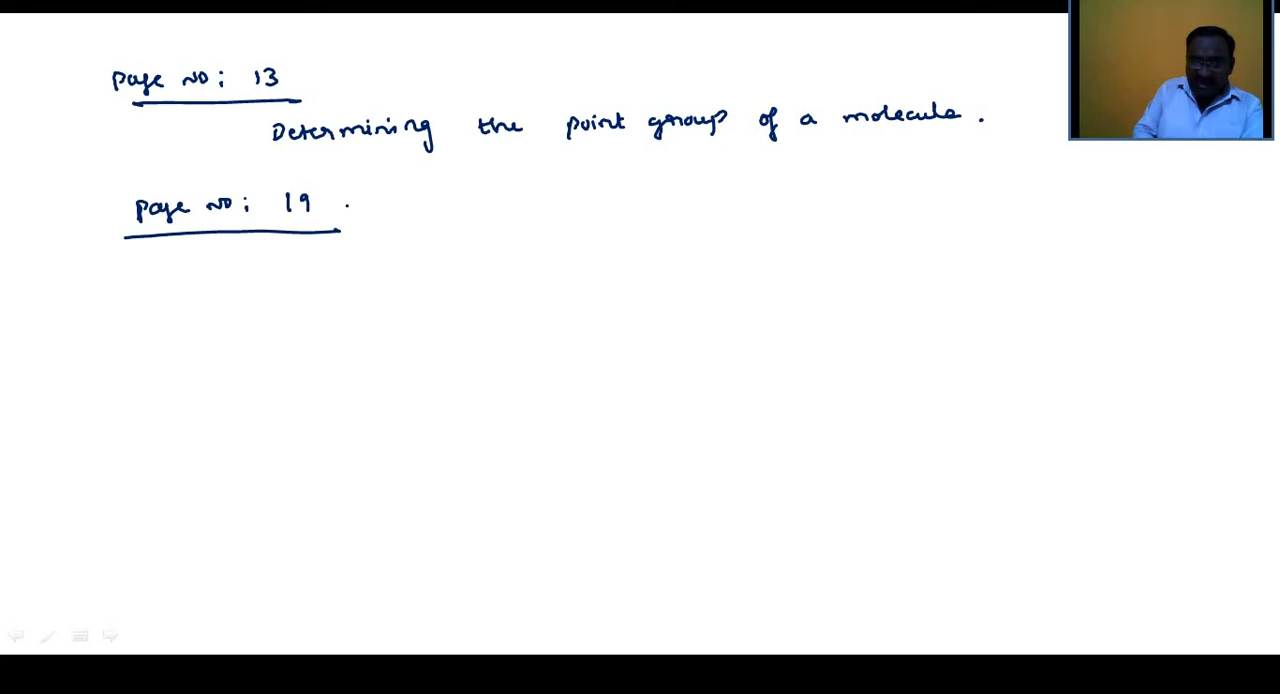 Page No: 13
Determining the point group of a molecule.
Page No: 19